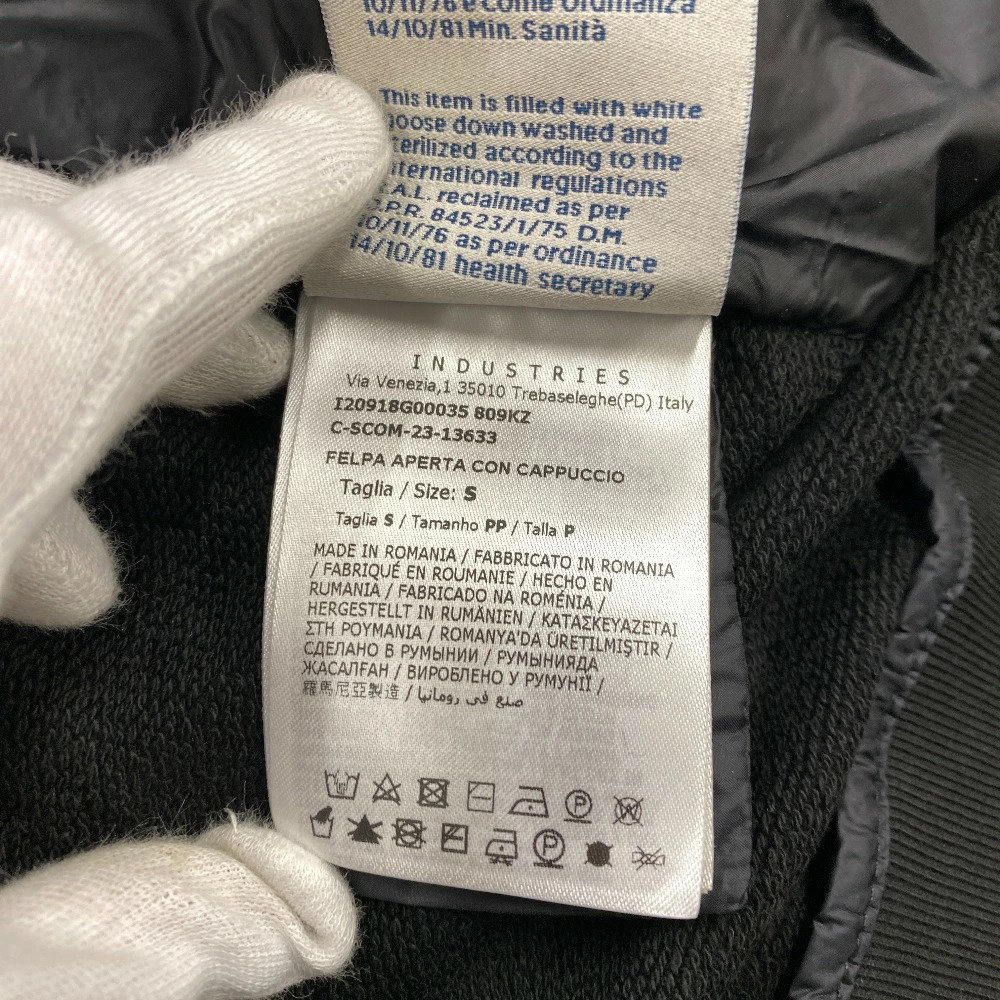 10/11/76 e Come Ordinanza
14/10/81 Min. Sanità
This item is filled with white
goose down washed and
sterilized according to the
international regulations
reclaimed as per
D.P.R. 84523/1/75 D.M.
10/11/76 as per ordinance
14/10/81 health secretary
INDUSTRIES
Via Venezia,1 35010 Trebaseleghe(PD) Italy
I20918G00035 809KZ
C-SCOM-23-13633
FELPA APERTA CON CAPPUCCIO
Taglia / Size: S
Taglia S / Tamanho PP / Talla P
MADE IN ROMANIA / FABBRICATO IN ROMANIA
/ FABRIQUÉ EN ROUMANIE / HECHO EN
RUMANIA / FABRICADO NA ROMÉNIA /
HERGESTELLT IN RUMÄNIEN / ΚΑΤΑΣΚΕΥΑΖΕΤΑΙ
ΣΤΗ ΡΟΥΜΑΝΙΑ / ROMANYA'DA ÜRETILMIŞTIR /
СДЕЛАНО В РУМЫНИИ / РУМЫНИЯДА
ЖАСАЛҒАН / ВИРОБЛЕНО У РУМУНІЇ /
羅馬尼亞製造 / صنع في رومانيا